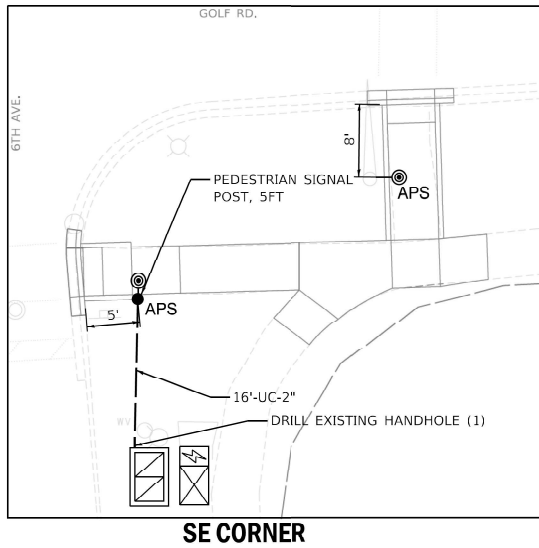 GOLF RD.
6TH AVE.
8'
PEDESTRIAN SIGNAL
POST, 5FT
APS
APS
5'
16'-UC-2"
WV
DRILL EXISTING HANDHOLE (1)
SE CORNER